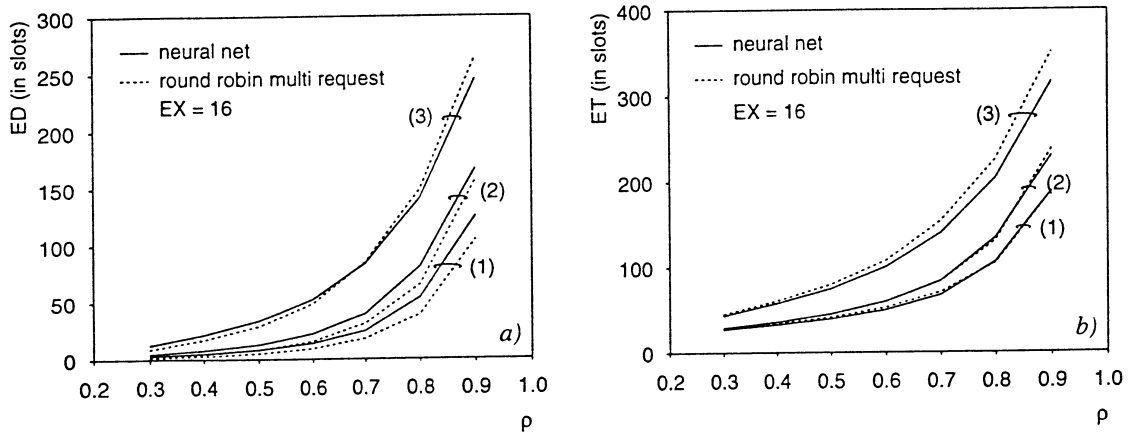 300
250
200
150
100
50
0
ED (in slots)
neural net
round robin multi request
EX = 16
(3)
(2)
(1)
a)
0.2 0.3 0.4 0.5 0.6 0.7 0.8 0.9 1.0
ρ
400
300
200
100
0
ET (in slots)
neural net
round robin multi request
EX = 16
(3)
(2)
(1)
b)
0.2 0.3 0.4 0.5 0.6 0.7 0.8 0.9 1.0
ρ